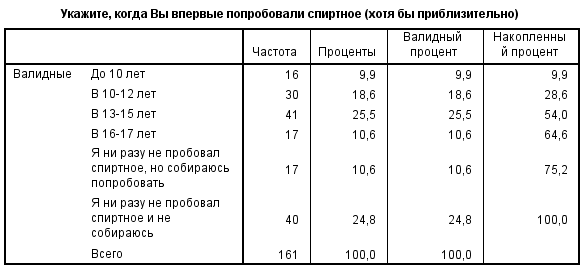 Укажите, когда Вы впервые попробовали спиртное (хотя бы приблизительно)
Частота Проценты Валидный процент Накопленны й процент
Валидные До 10 лет 16 9,9 9,9 9,9
В 10-12 лет 30 18,6 18,6 28,6
В 13-15 лет 41 25,5 25,5 54,0
В 16-17 лет 17 10,6 10,6 64,6
Я ни разу не пробовал
спиртное, но собираюсь 17 10,6 10,6 75,2
попробовать
Я ни разу не пробовал
спиртное и не 40 24,8 24,8 100,0
собираюсь
Всего 161 100,0 100,0